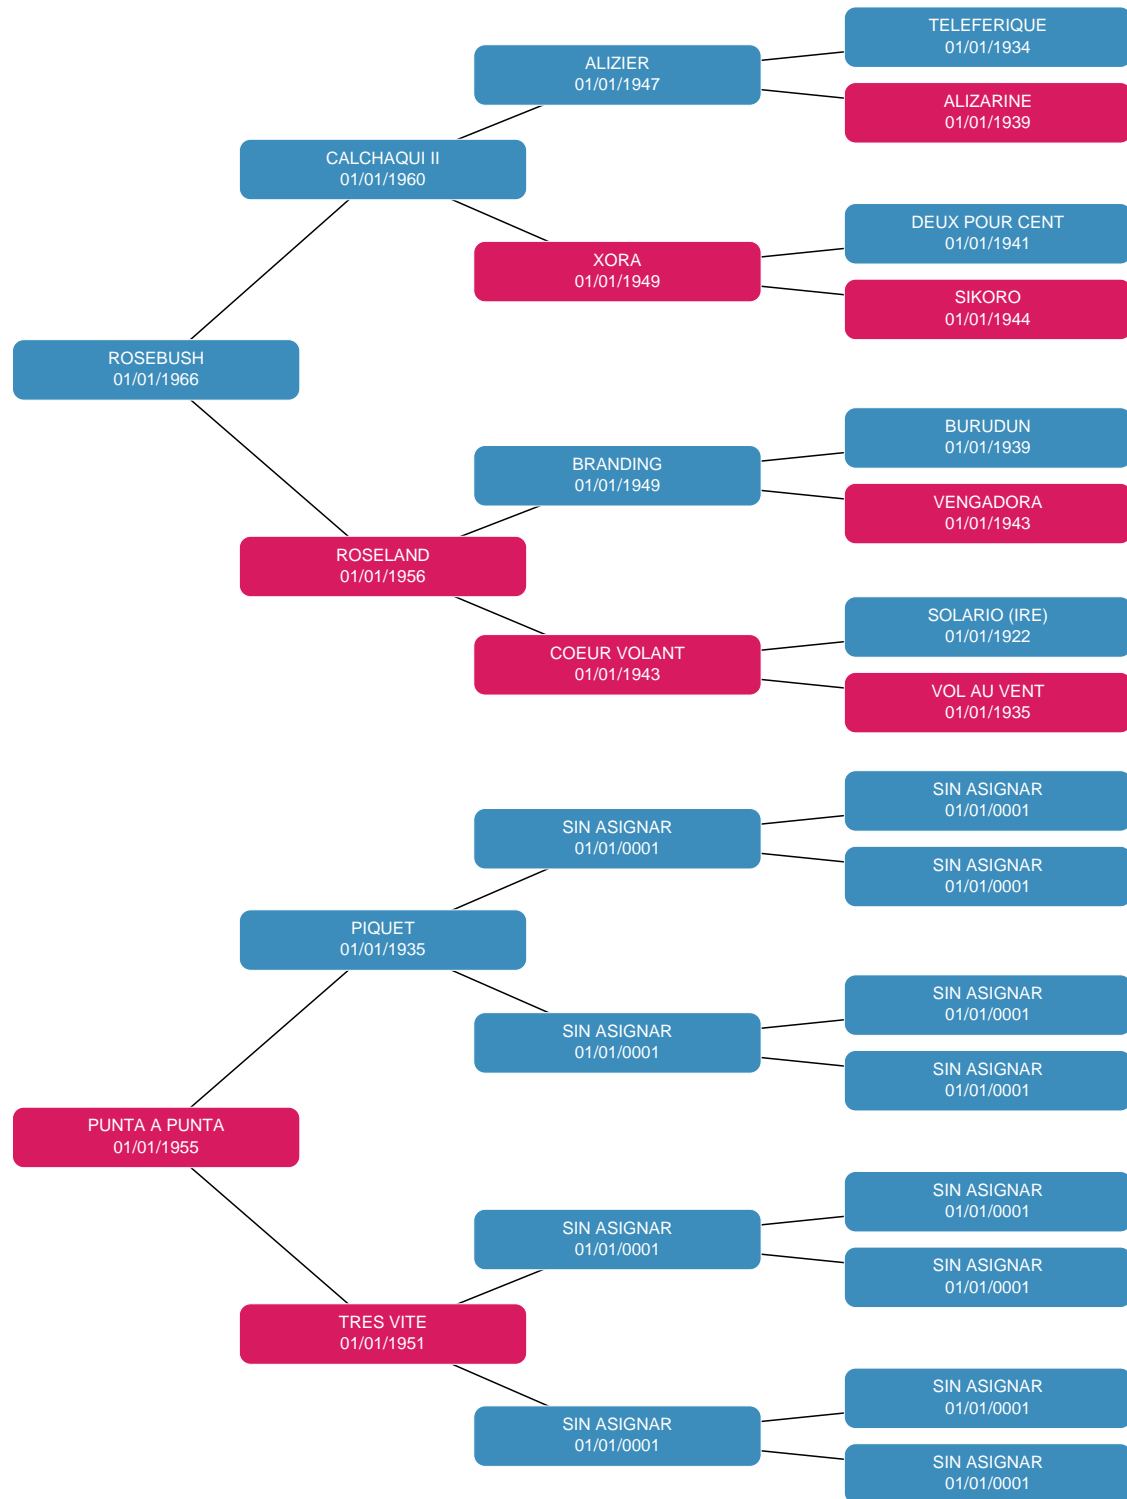 TELEFERIQUE
01/01/1934
ALIZIER
01/01/1947
ALIZARINE
01/01/1939
CALCHAQUI II
01/01/1960
DEUX POUR CENT
01/01/1941
XORA
01/01/1949
SIKORO
01/01/1944
ROSEBUSH
01/01/1966
BURUDUN
01/01/1939
BRANDING
01/01/1949
VENGADORA
01/01/1943
ROSELAND
01/01/1956
SOLARIO (IRE)
01/01/1922
COEUR VOLANT
01/01/1943
VOL AU VENT
01/01/1935
SIN ASIGNAR
01/01/0001
SIN ASIGNAR
01/01/0001
SIN ASIGNAR
01/01/0001
PIQUET
01/01/1935
SIN ASIGNAR
01/01/0001
SIN ASIGNAR
01/01/0001
SIN ASIGNAR
01/01/0001
PUNTA A PUNTA
01/01/1955
SIN ASIGNAR
01/01/0001
SIN ASIGNAR
01/01/0001
SIN ASIGNAR
01/01/0001
TRES VITE
01/01/1951
SIN ASIGNAR
01/01/0001
SIN ASIGNAR
01/01/0001
SIN ASIGNAR
01/01/0001